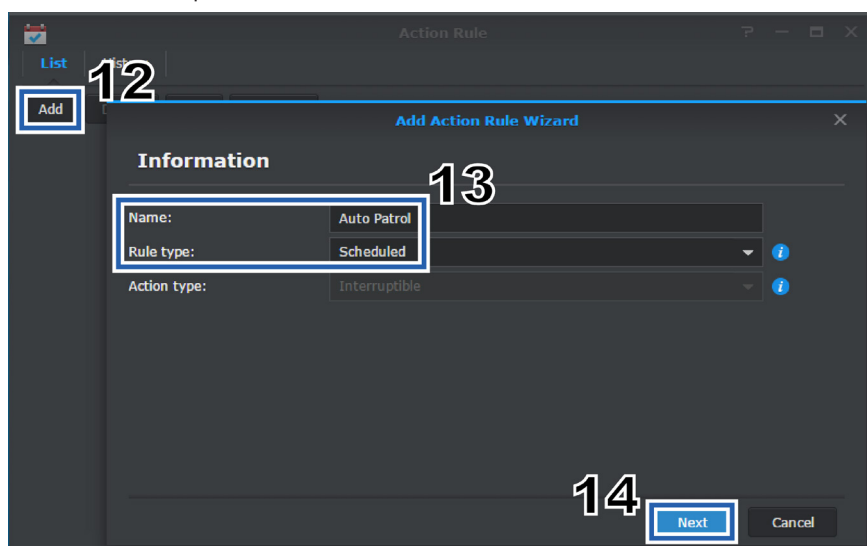 Action Rule
List
12
Add
Add Action Rule Wizard
Information
13
Name: Auto Patrol
Rule type: Scheduled
Action type: Interruptible
14
Next Cancel